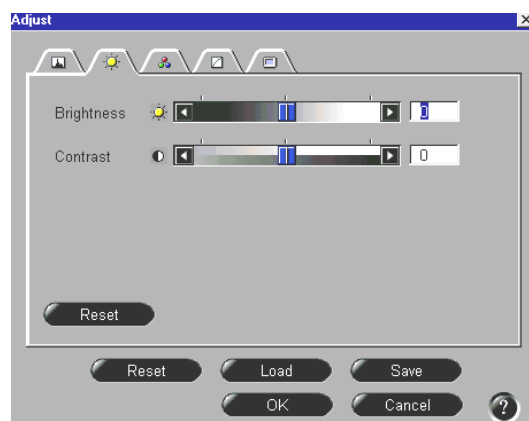 Adjust
Brightness 0
Contrast 0
Reset
Reset Load Save
OK Cancel ?